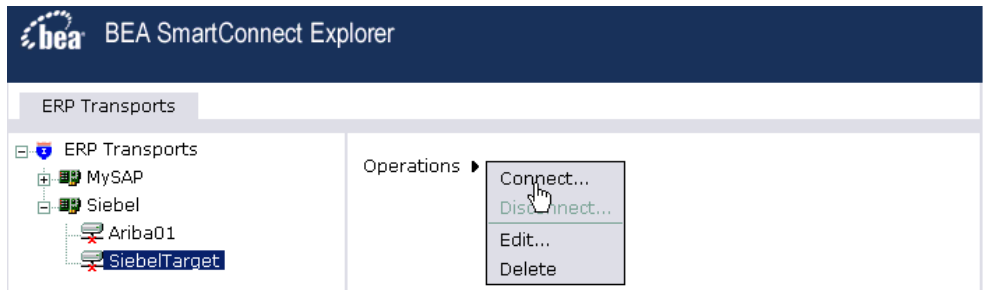 bea BEA SmartConnect Explorer
ERP Transports
ERP Transports
MySAP
Siebel
Ariba01
SiebelTarget
Operations
Connect...
Disconnect...
Edit...
Delete